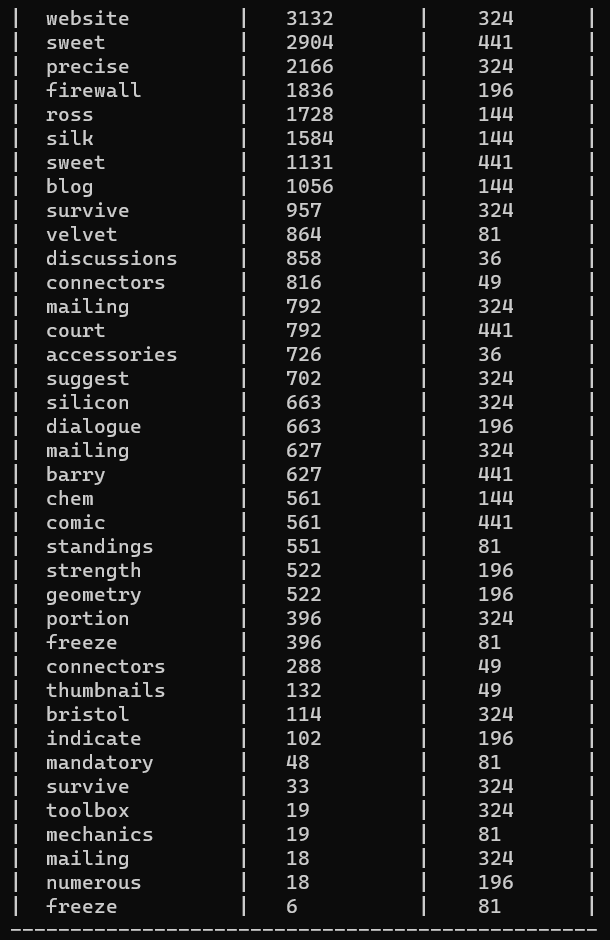 | website | 3132 | 324 |
| sweet | 2904 | 441 |
| precise | 2166 | 324 |
| firewall | 1836 | 196 |
| ross | 1728 | 144 |
| silk | 1584 | 144 |
| sweet | 1131 | 441 |
| blog | 1056 | 144 |
| survive | 957 | 324 |
| velvet | 864 | 81 |
| discussions | 858 | 36 |
| connectors | 816 | 49 |
| mailing | 792 | 324 |
| court | 792 | 441 |
| accessories | 726 | 36 |
| suggest | 702 | 324 |
| silicon | 663 | 324 |
| dialogue | 663 | 196 |
| mailing | 627 | 324 |
| barry | 627 | 441 |
| chem | 561 | 144 |
| comic | 561 | 441 |
| standings | 551 | 81 |
| strength | 522 | 196 |
| geometry | 522 | 196 |
| portion | 396 | 324 |
| freeze | 396 | 81 |
| connectors | 288 | 49 |
| thumbnails | 132 | 49 |
| bristol | 114 | 324 |
| indicate | 102 | 196 |
| mandatory | 48 | 81 |
| survive | 33 | 324 |
| toolbox | 19 | 324 |
| mechanics | 19 | 81 |
| mailing | 18 | 324 |
| numerous | 18 | 196 |
| freeze | 6 | 81 |
-------------------------------------------------